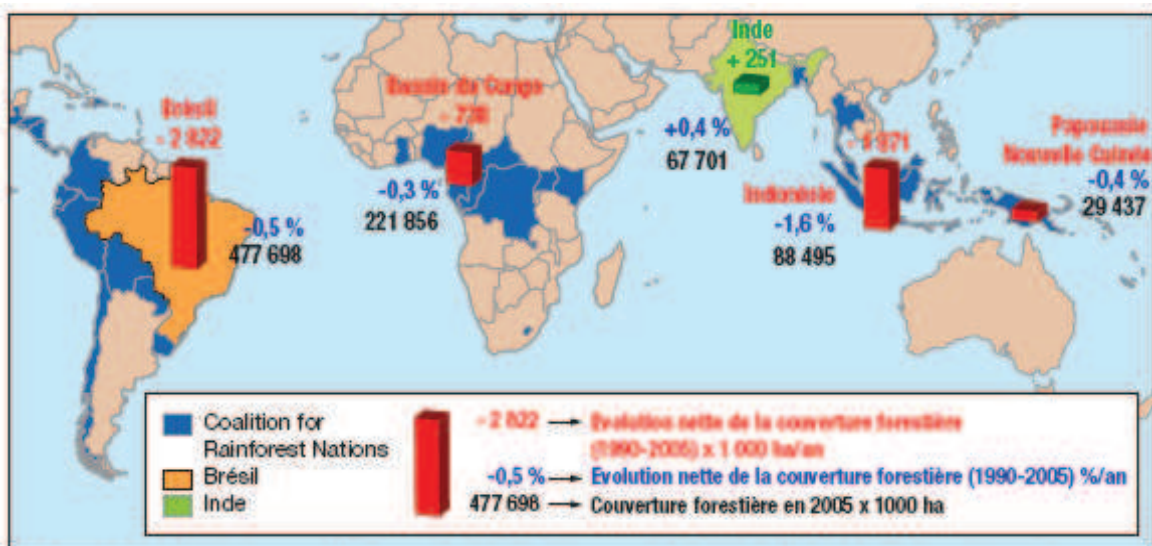 Inde
+ 251
Brésil
- 2 822
Bassin du Congo
- 728
+0,4 %
67 701
-0,3 %
221 856
-0,5 %
477 698
- 1 871
Indonésie
-1,6 %
88 495
Papouasie
Nouvelle Guinée
-0,4 %
29 437
Coalition for
Rainforest Nations
Brésil
Inde
- 2 822
Evolution nette de la couverture forestière
(1990-2005) x 1 000 ha/an
-0,5 %
Evolution nette de la couverture forestière (1990-2005) %/an
477 698
Couverture forestière en 2005 x 1000 ha